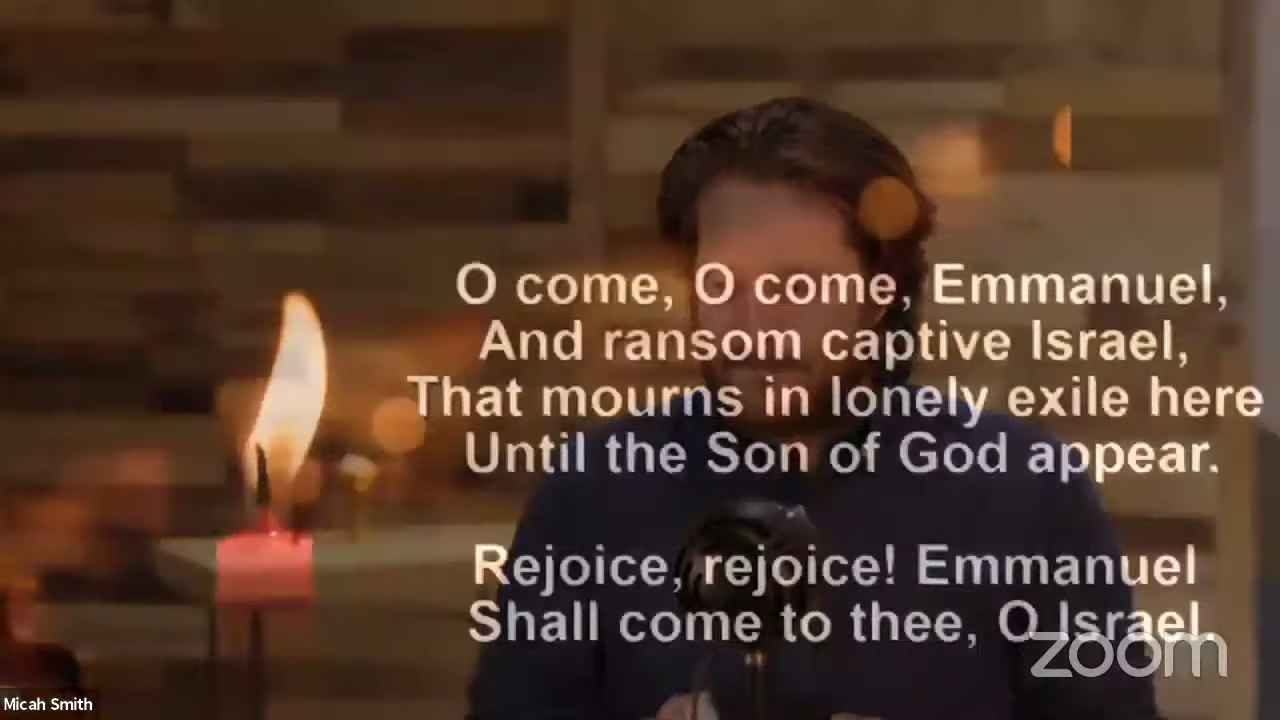 O come, O come, Emmanuel,
And ransom captive Israel,
That mourns in lonely exile here
Until the Son of God appear.
Rejoice, rejoice! Emmanuel
Shall come to thee, O Israel.
zoom
Micah Smith